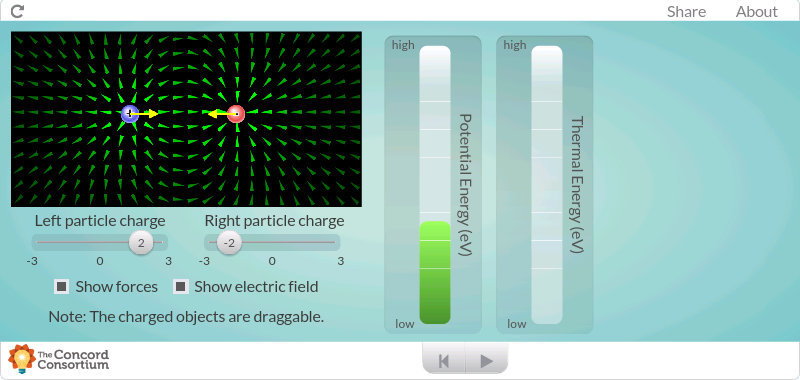 Share About
high
high
Potential Energy (eV)
Thermal Energy (eV)
low
low
Left particle charge
Right particle charge
2
-2
-3 0 3
-3 0 3
Show forces
Show electric field
Note: The charged objects are draggable.
The Concord
Consortium